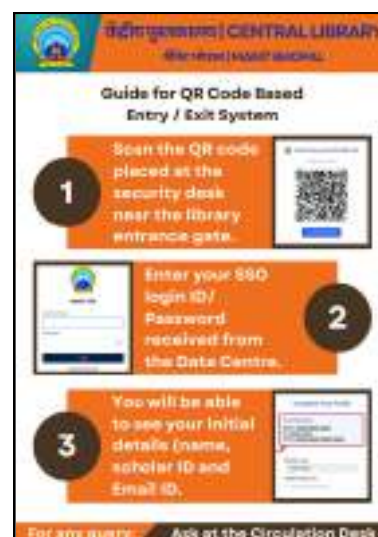 केंद्रीय पुस्तकालय | CENTRAL LIBRARY
Guide for QR Code Based
Entry / Exit System
1
Scan the QR code
placed at the
security desk
near the library
entrance gate.
Enter your SSO
login ID/
Password
received from
the Data Centre.
2
3
You will be able
to see your initial
details (name,
scholar ID and
Email ID.
For any query
Ask at the Circulation Desk